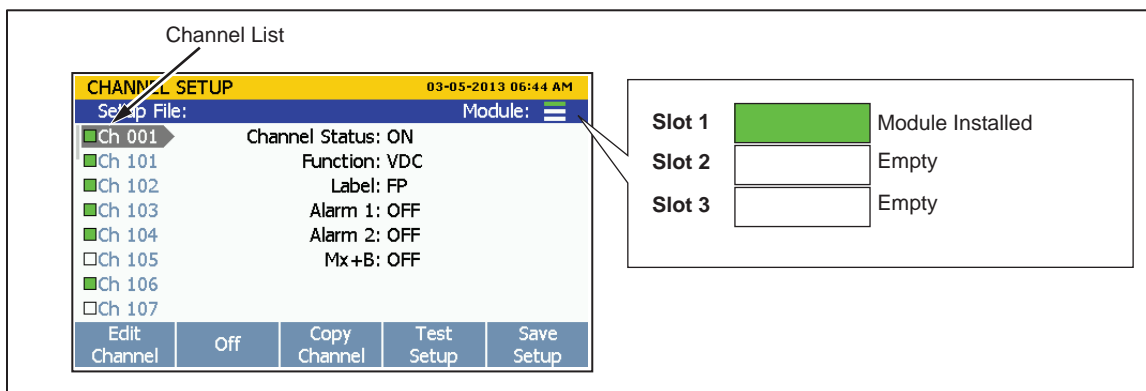 Channel List
CHANNEL SETUP 03-05-2013 06:44 AM
Setup File: Module:
Ch 001 Channel Status: ON
Ch 101 Function: VDC
Ch 102 Label: FP
Ch 103 Alarm 1: OFF
Ch 104 Alarm 2: OFF
Ch 105 Mx+B: OFF
Ch 106
Ch 107
Edit Channel Off Copy Channel Test Setup Save Setup
Slot 1 Module Installed
Slot 2 Empty
Slot 3 Empty